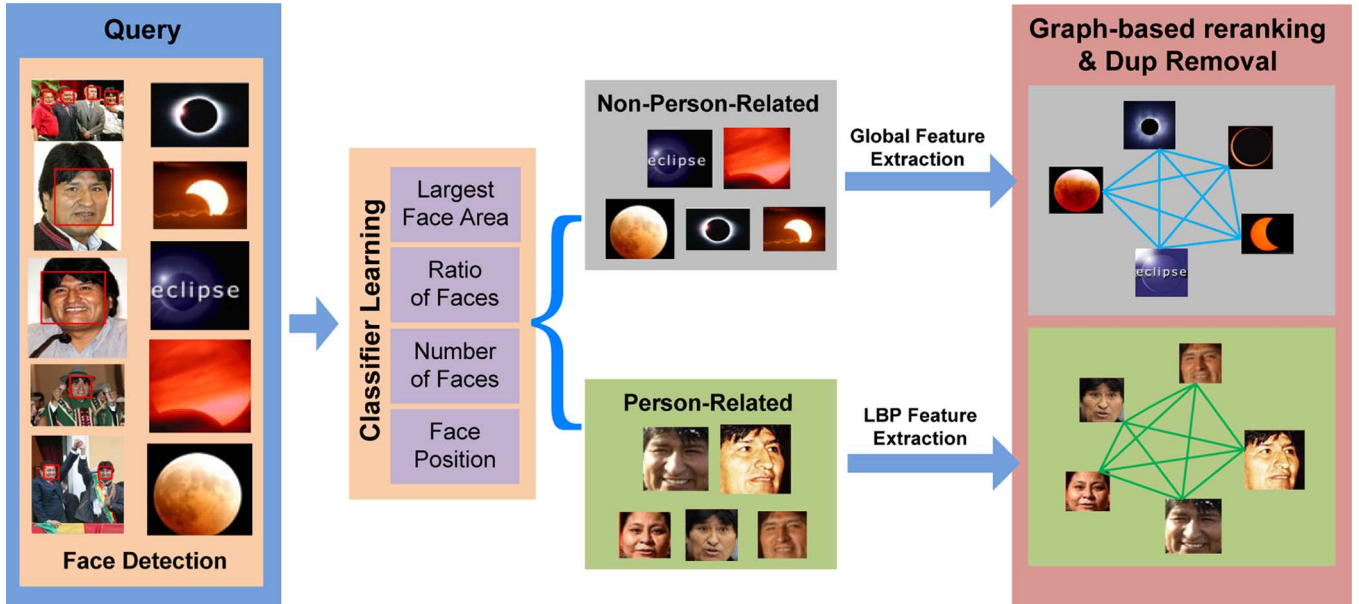 Query
eclipse
Face Detection
Classifier Learning
Largest
Face Area
Ratio
of Faces
Number
of Faces
Face
Position
Non-Person-Related
eclipse
Person-Related
Global Feature
Extraction
LBP Feature
Extraction
Graph-based reranking
& Dup Removal
eclipse